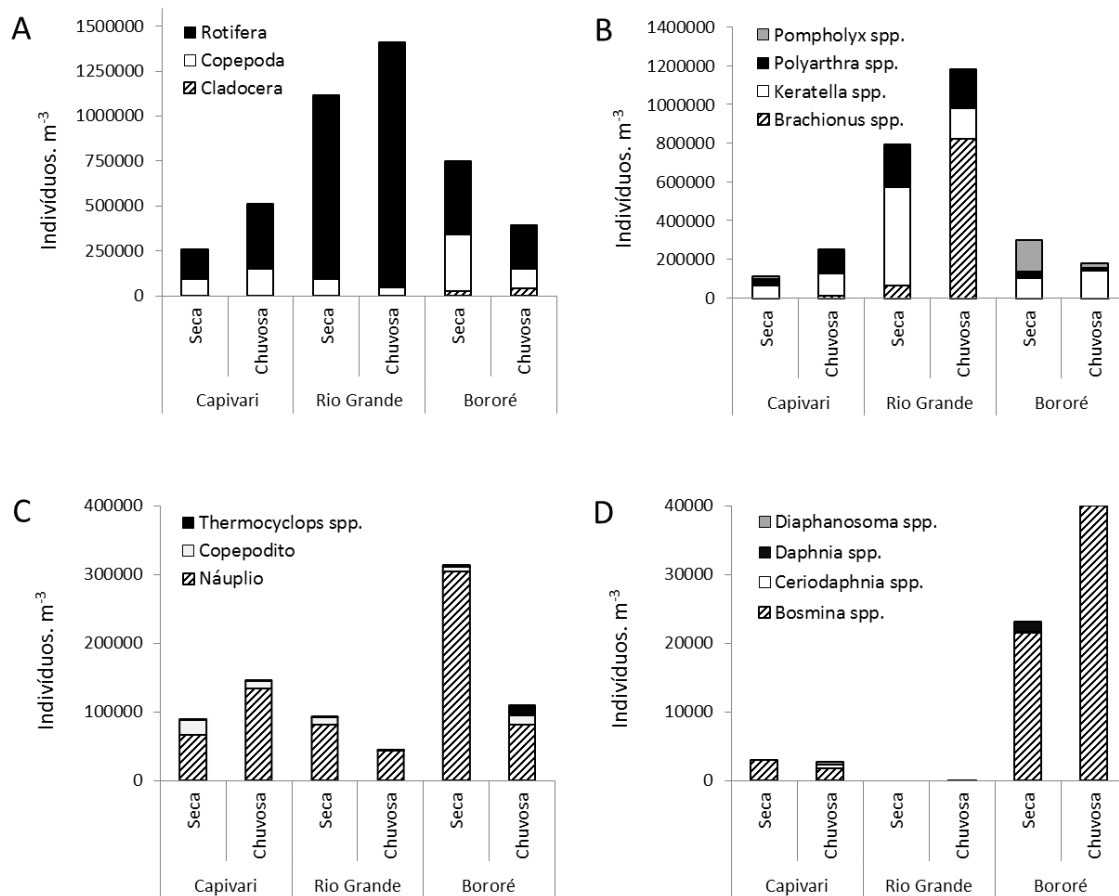 A
Indivíduos. m-3
1500000
1250000
1000000
750000
500000
250000
0
Rotifera
Copepoda
Cladocera
Seca
Chuvosa
Seca
Chuvosa
Seca
Chuvosa
Capivari
Rio Grande
Bororé
B
Indivíduos. m-3
1400000
1200000
1000000
800000
600000
400000
200000
0
Pompholyx spp.
Polyarthra spp.
Keratella spp.
Brachionus spp.
Seca
Chuvosa
Seca
Chuvosa
Seca
Chuvosa
Capivari
Rio Grande
Bororé
C
Indivíduos. m-3
400000
300000
200000
100000
0
Thermocyclops spp.
Copepodito
Náuplio
Seca
Chuvosa
Seca
Chuvosa
Seca
Chuvosa
Capivari
Rio Grande
Bororé
D
Indivíduos. m-3
40000
30000
20000
10000
0
Diaphanosoma spp.
Daphnia spp.
Ceriodaphnia spp.
Bosmina spp.
Seca
Chuvosa
Seca
Chuvosa
Seca
Chuvosa
Capivari
Rio Grande
Bororé